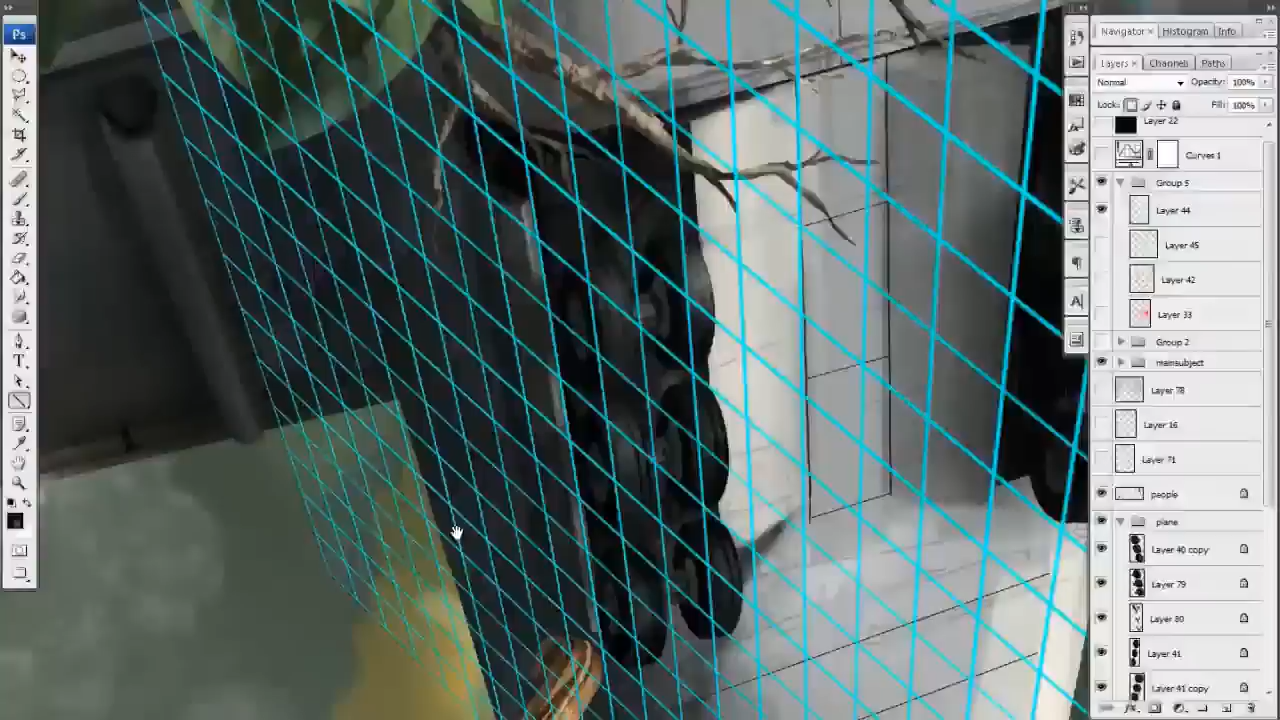 Ps
Navigator × Histogram Info
Layers × Channels Paths
Normal Opacity: 100%
Lock: Fill: 100%
Layer 22
Curves 1
Group 5
Layer 44
Layer 45
Layer 42
Layer 33
Group 2
mainsubject
Layer 78
Layer 16
Layer 71
people
plane
Layer 40 copy
Layer 79
Layer 80
Layer 41
Layer 41 copy